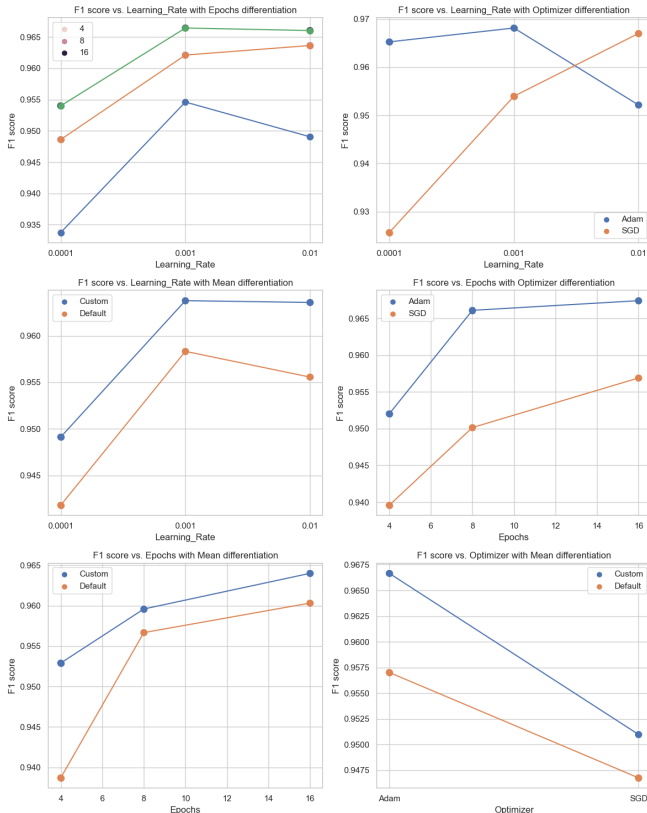 F1 score vs. Learning_Rate with Epochs differentiation
4
8
16
0.965
0.960
0.955
0.950
0.945
0.940
0.935
F1 score
0.0001
0.001
0.01
Learning_Rate
F1 score vs. Learning_Rate with Optimizer differentiation
0.97
0.96
0.95
0.94
0.93
F1 score
Adam
SGD
0.0001
0.001
0.01
Learning_Rate
F1 score vs. Learning_Rate with Mean differentiation
Custom
Default
0.960
0.955
0.950
0.945
F1 score
0.0001
0.001
0.01
Learning_Rate
F1 score vs. Epochs with Optimizer differentiation
Adam
SGD
0.965
0.960
0.955
0.950
0.945
0.940
F1 score
4
6
8
10
12
14
16
Epochs
F1 score vs. Epochs with Mean differentiation
Custom
Default
0.965
0.960
0.955
0.950
0.945
0.940
F1 score
4
6
8
10
12
14
16
Epochs
F1 score vs. Optimizer with Mean differentiation
Custom
Default
0.9675
0.9650
0.9625
0.9600
0.9575
0.9550
0.9525
0.9500
0.9475
F1 score
Adam
SGD
Optimizer